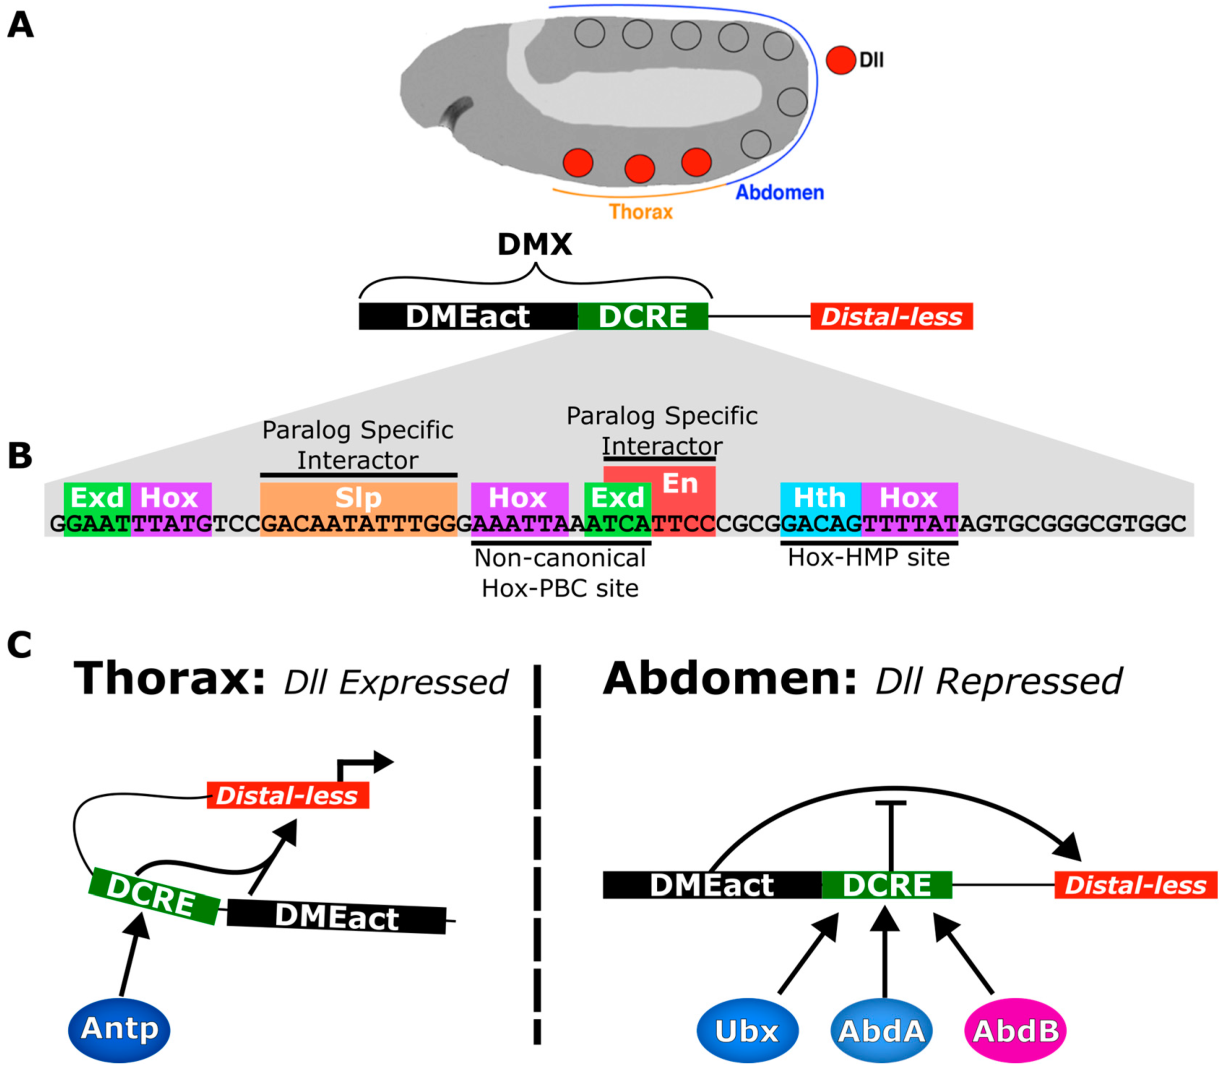 A
Dll
Abdomen
Thorax
DMX
DMEact DCRE Distal-less
B
Paralog Specific
Interactor
Paralog Specific
Interactor
Exd Hox Slp Hox Exd En Hth Hox
GGAATTTATGTCCGACAATATTTGGGAAATTAAATCATTCCCGCGGACAGTTTTATAGTGCGGGCGTGGC
Non-canonical
Hox-PBC site
Hox-HMP site
C
Thorax: Dll Expressed
Distal-less
DCRE
DMEact
Antp
Abdomen: Dll Repressed
DMEact DCRE Distal-less
Ubx AbdA AbdB